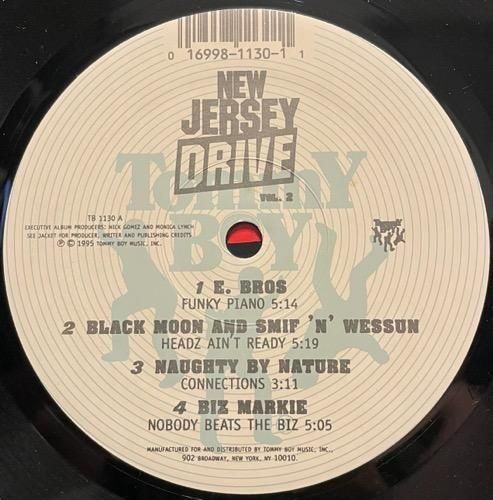 0 16998-1130-1 1
NEW
JERSEY
DRIVE
VOL. 2
Tommy
BOY
TB 1130 A
EXECUTIVE ALBUM PRODUCERS: NICK GOMEZ AND MONICA LYNCH
SEE JACKET FOR PRODUCER, WRITER AND PUBLISHING CREDITS
℗ © 1995 TOMMY BOY MUSIC, INC.
1 E. BROS
FUNKY PIANO 5:14
2 BLACK MOON AND SMIF 'N' WESSUN
HEADZ AIN'T READY 5:19
3 NAUGHTY BY NATURE
CONNECTIONS 3:11
4 BIZ MARKIE
NOBODY BEATS THE BIZ 5:05
MANUFACTURED FOR AND DISTRIBUTED BY TOMMY BOY MUSIC, INC.,
902 BROADWAY, NEW YORK, NY 10010.